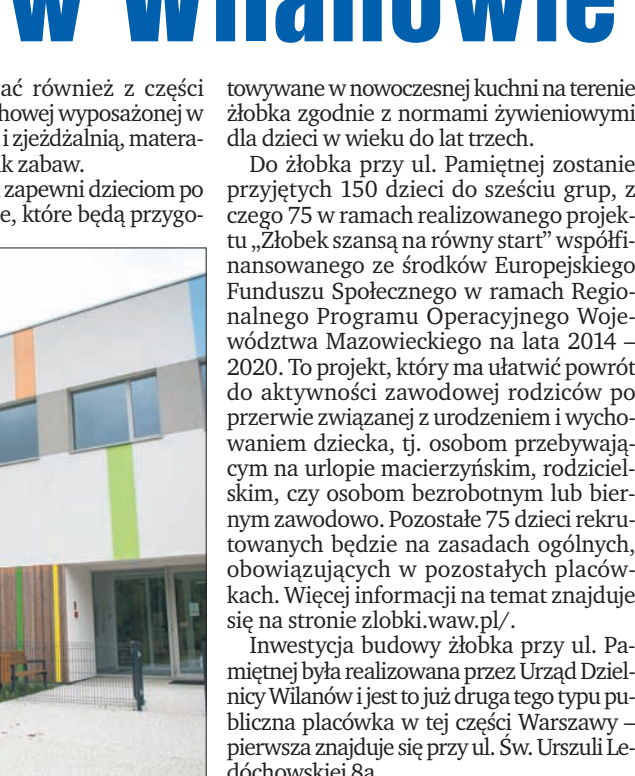 w Wilanowie
ać również z części
howej wyposażonej w
i zjeżdżalnią, matera-
k zabaw.
zapewni dzieciom po
e, które będą przygo-
towywane w nowoczesnej kuchni na terenie
żłobka zgodnie z normami żywieniowymi
dla dzieci w wieku do lat trzech.
Do żłobka przy ul. Pamiętnej zostanie
przyjętych 150 dzieci do sześciu grup, z
czego 75 w ramach realizowanego projek-
tu „Żłobek szansą na równy start” współfi-
nansowanego ze środków Europejskiego
Funduszu Społecznego w ramach Regio-
nalnego Programu Operacyjnego Woje-
wództwa Mazowieckiego na lata 2014 –
2020. To projekt, który ma ułatwić powrót
do aktywności zawodowej rodziców po
przerwie związanej z urodzeniem i wycho-
waniem dziecka, tj. osobom przebywają-
cym na urlopie macierzyńskim, rodziciel-
skim, czy osobom bezrobotnym lub bier-
nym zawodowo. Pozostałe 75 dzieci rekru-
towanych będzie na zasadach ogólnych,
obowiązujących w pozostałych placów-
kach. Więcej informacji na temat znajduje
się na stronie zlobki.waw.pl/.
Inwestycja budowy żłobka przy ul. Pa-
miętnej była realizowana przez Urząd Dziel-
nicy Wilanów i jest to już druga tego typu pu-
bliczna placówka w tej części Warszawy –
pierwsza znajduje się przy ul. Św. Urszuli Le-
dóchowskiej 8a.